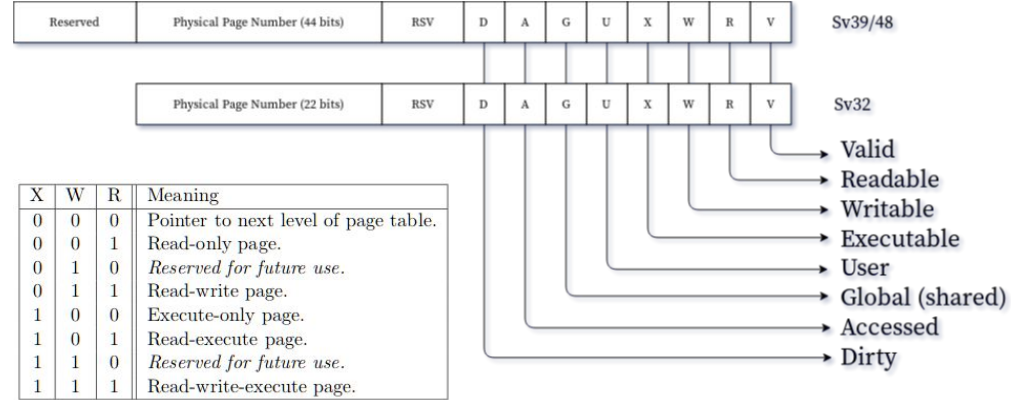 Reserved Physical Page Number (44 bits) RSV D A G U X W R V Sv39/48
Physical Page Number (22 bits) RSV D A G U X W R V Sv32
Valid
Readable
Writable
Executable
User
Global (shared)
Accessed
Dirty
X W R Meaning
0 0 0 Pointer to next level of page table.
0 0 1 Read-only page.
0 1 0 Reserved for future use.
0 1 1 Read-write page.
1 0 0 Execute-only page.
1 0 1 Read-execute page.
1 1 0 Reserved for future use.
1 1 1 Read-write-execute page.